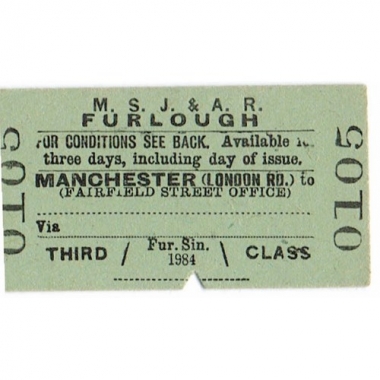 M. S. J. & A. R.
FURLOUGH
FOR CONDITIONS SEE BACK. Available
three days, including day of issue.
MANCHESTER (LONDON RD.) to
(FAIRFIELD STREET OFFICE)
Via
THIRD / Fur. Sin. \ CLASS
1984
0105
0105